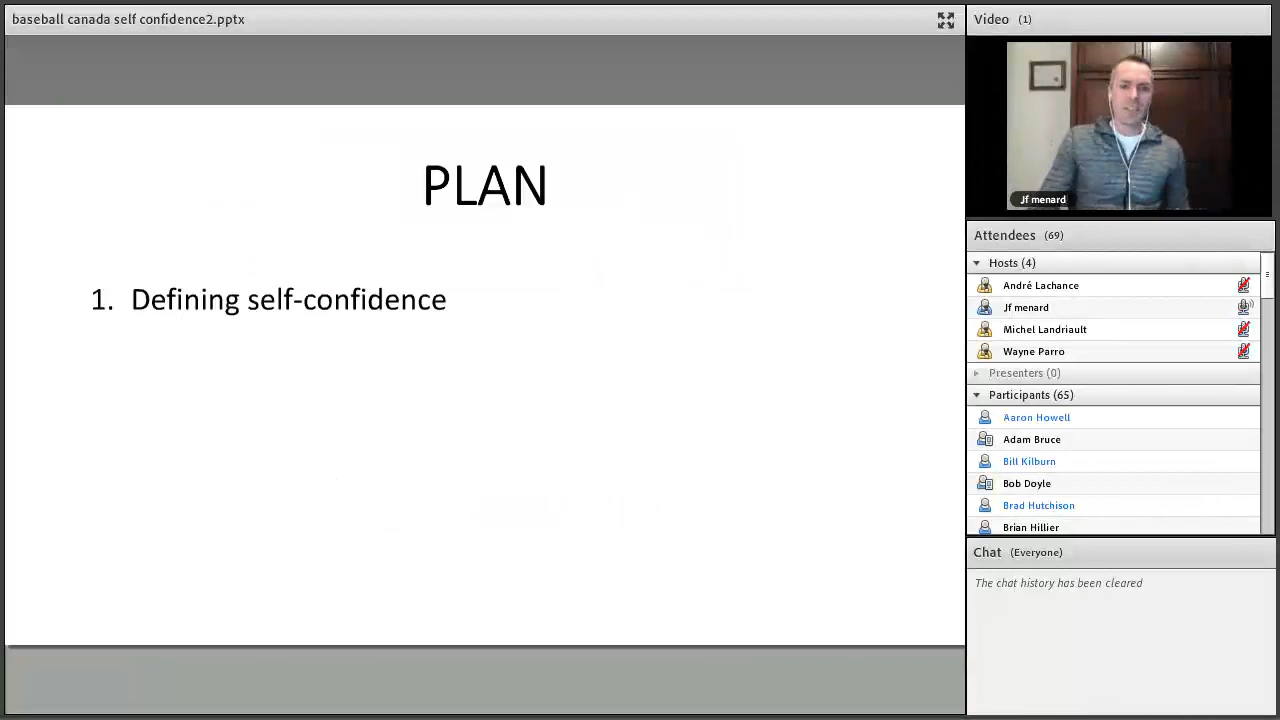 baseball canada self confidence2.pptx
PLAN
1. Defining self-confidence
Video (1)
Jf menard
Attendees (69)
Hosts (4)
André Lachance
Jf menard
Michel Landriault
Wayne Parro
Presenters (0)
Participants (65)
Aaron Howell
Adam Bruce
Bill Kilburn
Bob Doyle
Brad Hutchison
Brian Hillier
Chat (Everyone)
The chat history has been cleared